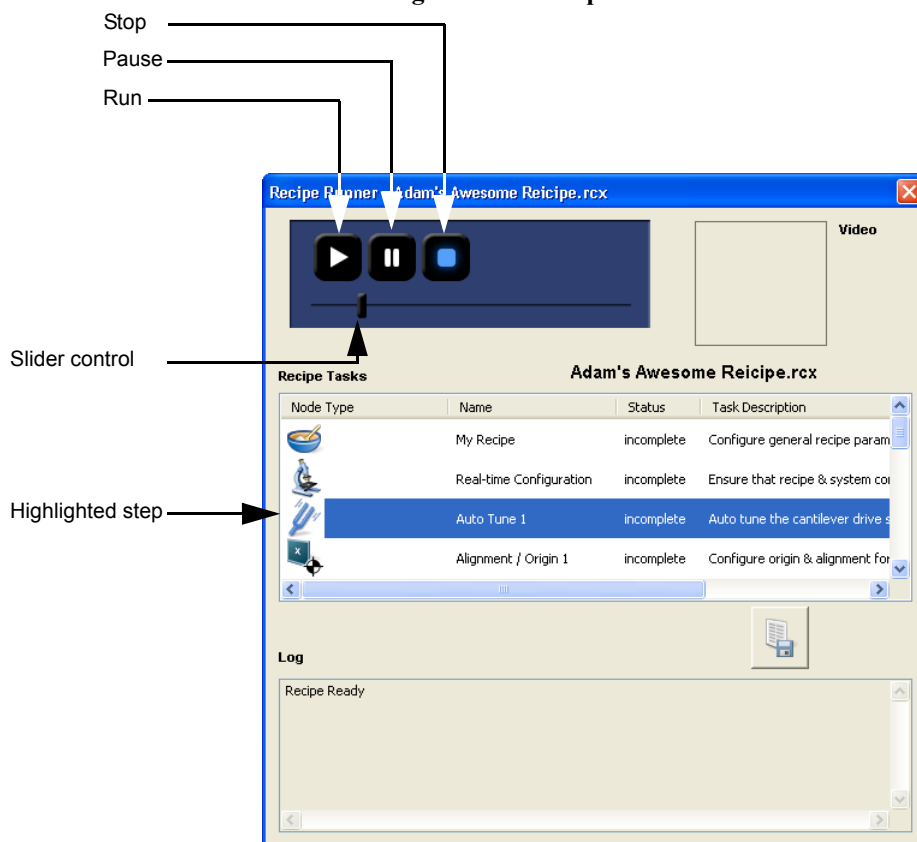 Stop
Pause
Run
Recipe Runner - Adam's Awesome Reicipe.rcx
Video
Slider control
Recipe Tasks
Adam's Awesome Reicipe.rcx
Node Type Name Status Task Description
My Recipe incomplete Configure general recipe param
Real-time Configuration incomplete Ensure that recipe & system
Highlighted step
Auto Tune 1 incomplete Auto tune the cantilever drive s
x
Alignment / Origin 1 incomplete Configure origin & alignment for
Log
Recipe Ready